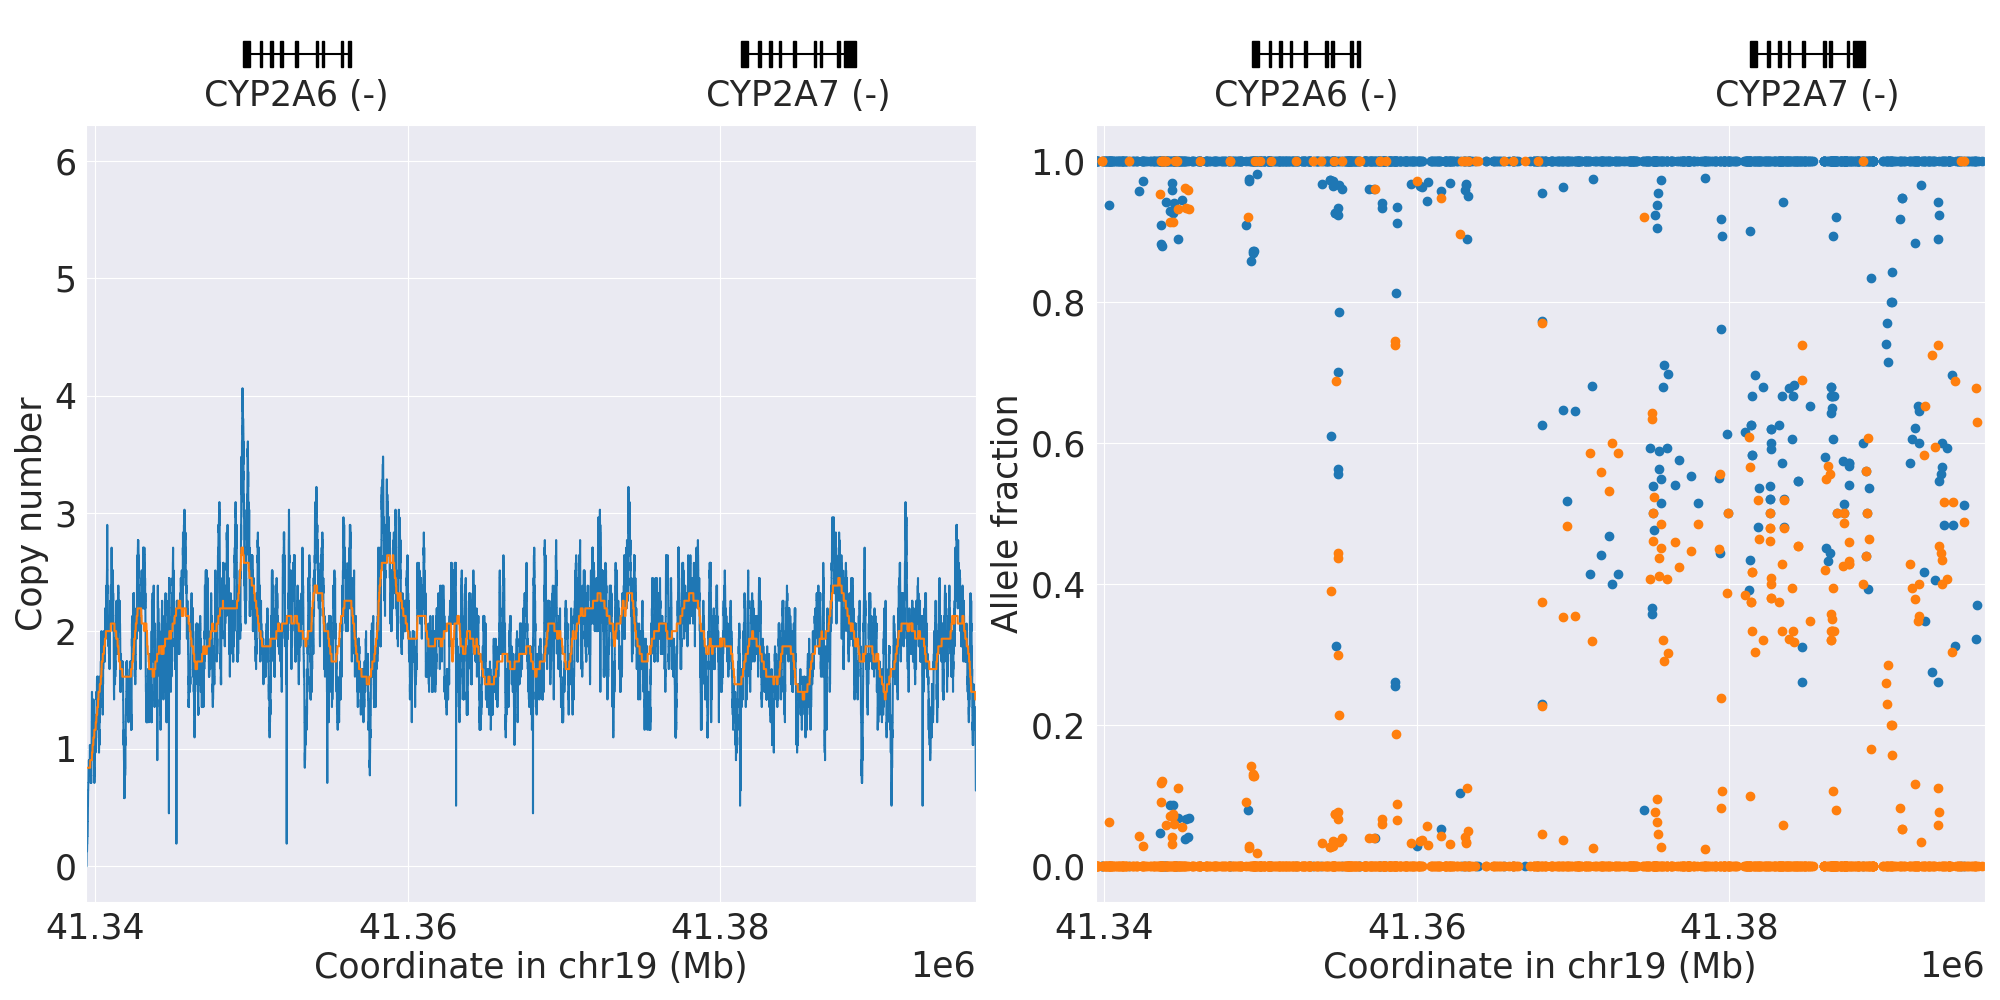 CYP2A6 (-) CYP2A7 (-)
CYP2A6 (-) CYP2A7 (-)
6
5
4
3
2
1
0
Copy number
41.34 41.36 41.38
Coordinate in chr19 (Mb) 1e6
1.0
0.8
0.6
0.4
0.2
0.0
Allele fraction
41.34 41.36 41.38
Coordinate in chr19 (Mb) 1e6